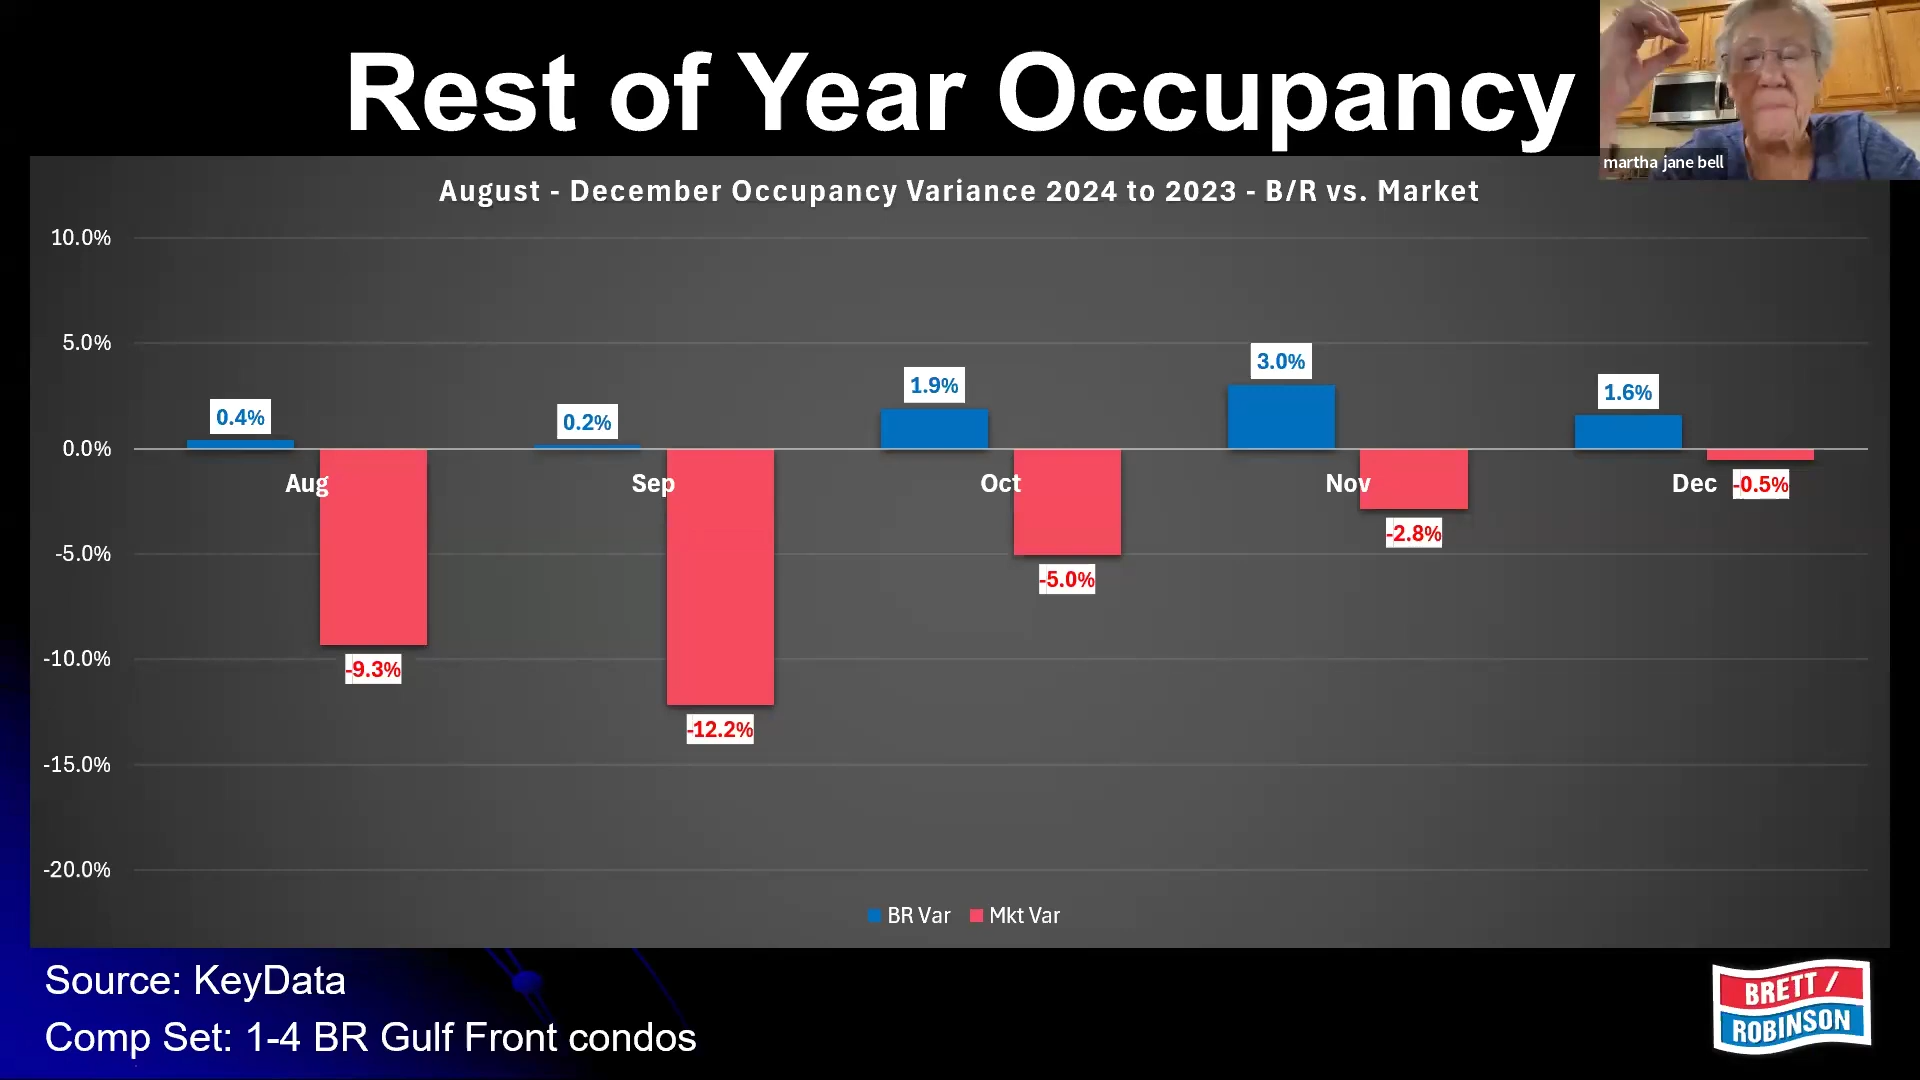 Rest of Year Occupancy
martha jane bell
August - December Occupancy Variance 2024 to 2023 - B/R vs. Market
10.0%
5.0%
0.0%
-5.0%
-10.0%
-15.0%
-20.0%
0.4%
0.2%
1.9%
3.0%
1.6%
Aug
Sep
Oct
Nov
Dec
-9.3%
-12.2%
-5.0%
-2.8%
-0.5%
BR Var
Mkt Var
Source: KeyData
Comp Set: 1-4 BR Gulf Front condos
BRETT /
ROBINSON